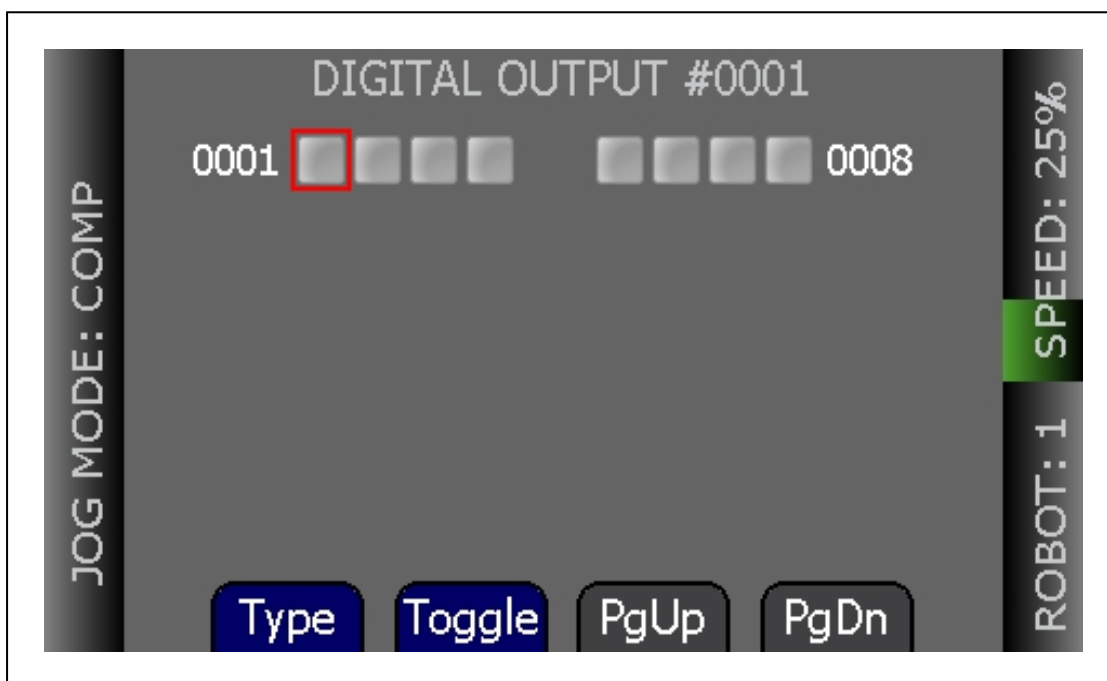 DIGITAL OUTPUT #0001
0001 0008
JOG MODE: COMP
SPEED: 25%
ROBOT: 1
Type Toggle PgUp PgDn